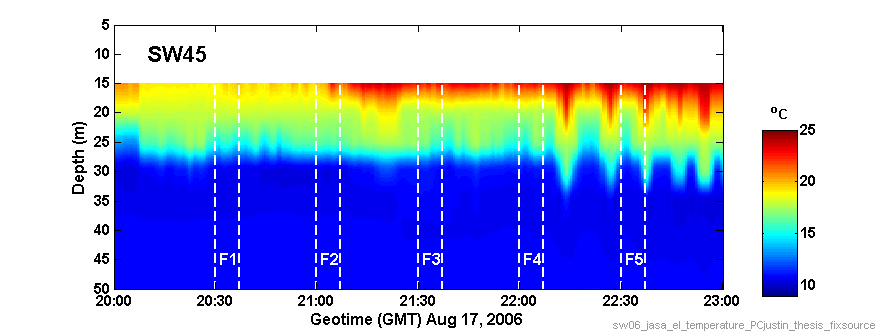 SW45
5
10
15
20
25
30
35
40
45
50
Depth (m)
F1 F2 F3 F4 F5
20:00 20:30 21:00 21:30 22:00 22:30 23:00
Geotime (GMT) Aug 17, 2006
ºC
25
20
15
10
sw06_jasa_el_temperature_PCjustin_thesis_fixsource